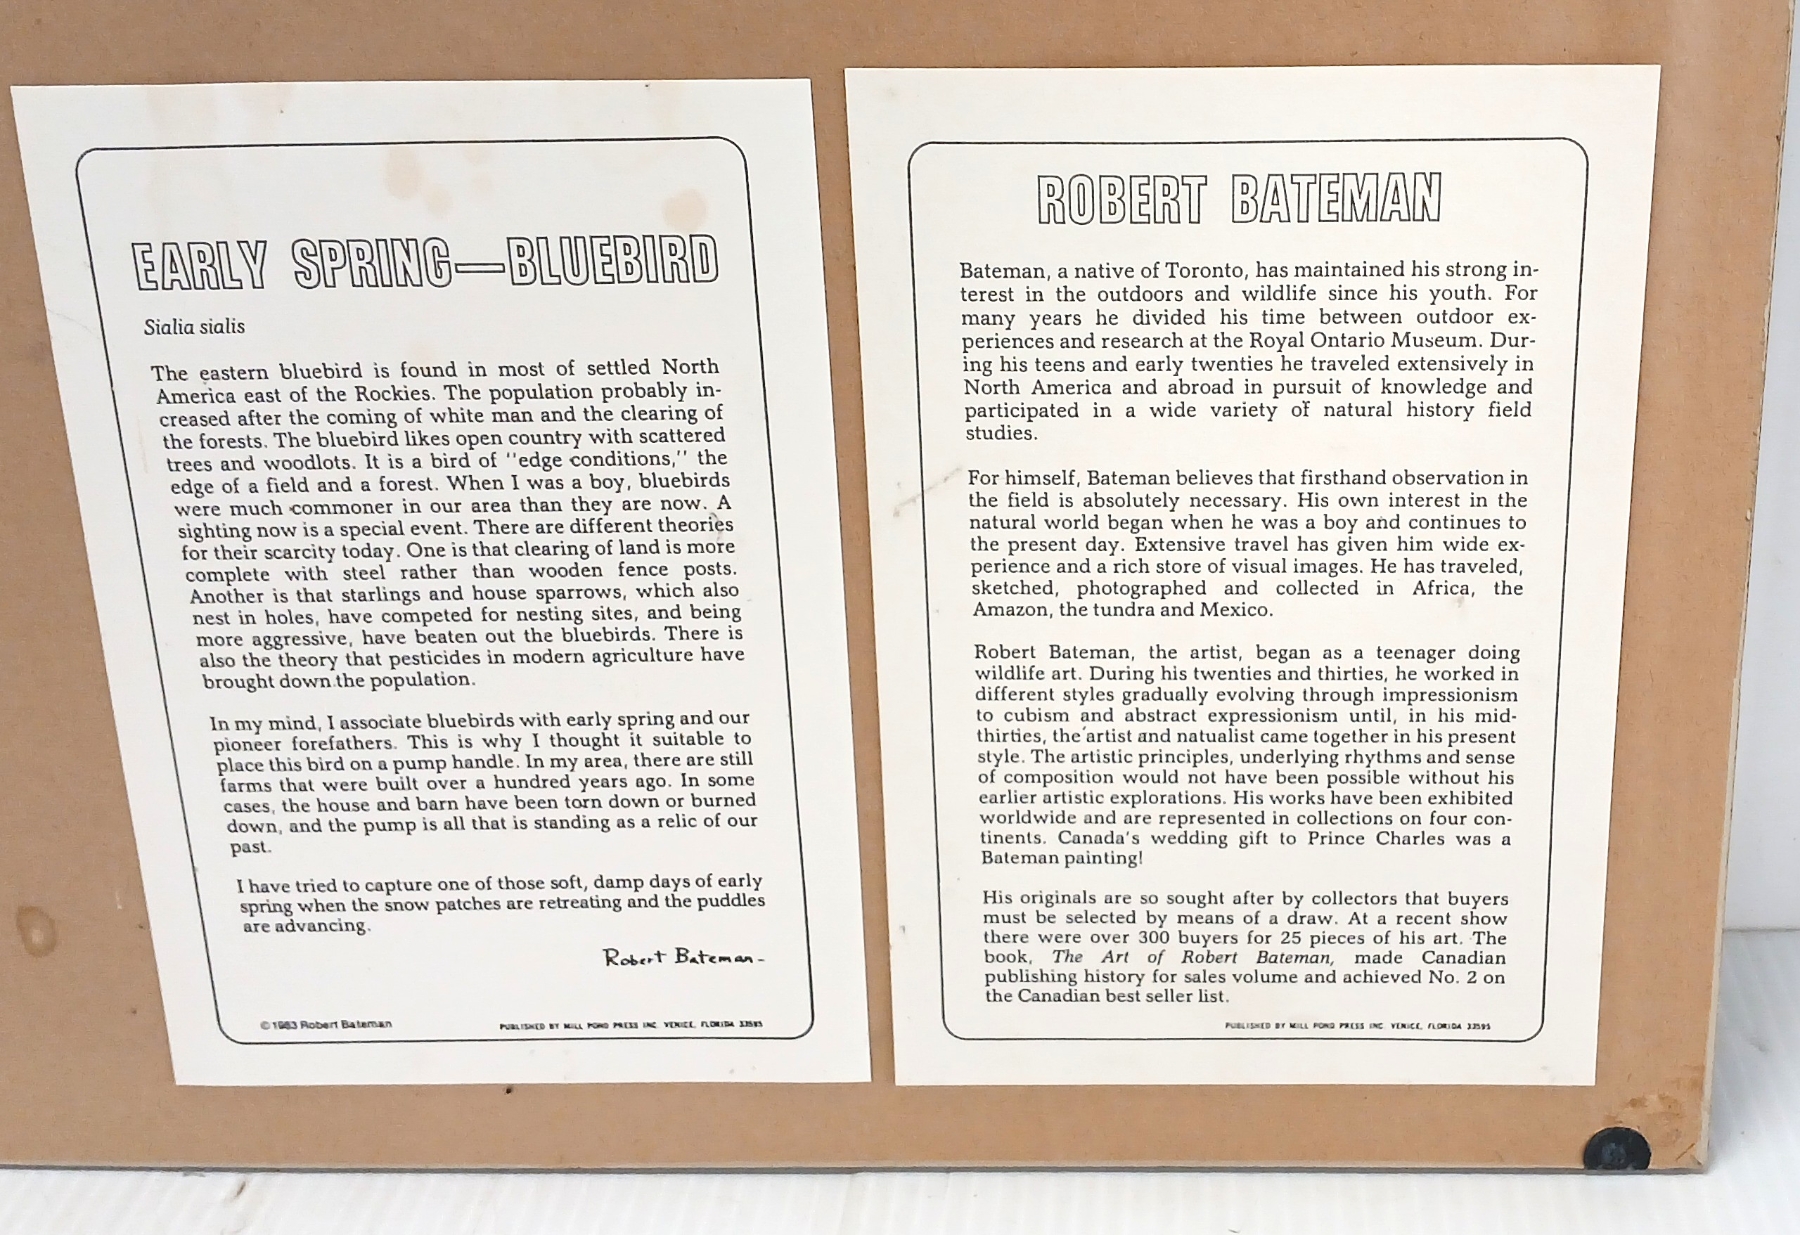 EARLY SPRING—BLUEBIRD
Sialia sialis
The eastern bluebird is found in most of settled North
America east of the Rockies. The population probably in-
creased after the coming of white man and the clearing of
the forests. The bluebird likes open country with scattered
trees and woodlots. It is a bird of "edge conditions," the
edge of a field and a forest. When I was a boy, bluebirds
were much commoner in our area than they are now. A
sighting now is a special event. There are different theories
for their scarcity today. One is that clearing of land is more
complete with steel rather than wooden fence posts.
Another is that starlings and house sparrows, which also
nest in holes, have competed for nesting sites, and being
more aggressive, have beaten out the bluebirds. There is
also the theory that pesticides in modern agriculture have
brought down the population.
In my mind, I associate bluebirds with early spring and our
pioneer forefathers. This is why I thought it suitable to
place this bird on a pump handle. In my area, there are still
farms that were built over a hundred years ago. In some
cases, the house and barn have been torn down or burned
down, and the pump is all that is standing as a relic of our
past.
I have tried to capture one of those soft, damp days of early
spring when the snow patches are retreating and the puddles
are advancing.
Robert Bateman-
© 1983 Robert Bateman
PUBLISHED BY MILL POND PRESS INC. VENICE, FLORIDA 33595
ROBERT BATEMAN
Bateman, a native of Toronto, has maintained his strong in-
terest in the outdoors and wildlife since his youth. For
many years he divided his time between outdoor ex-
periences and research at the Royal Ontario Museum. Dur-
ing his teens and early twenties he traveled extensively in
North America and abroad in pursuit of knowledge and
participated in a wide variety of natural history field
studies.
For himself, Bateman believes that firsthand observation in
the field is absolutely necessary. His own interest in the
natural world began when he was a boy and continues to
the present day. Extensive travel has given him wide ex-
perience and a rich store of visual images. He has traveled,
sketched, photographed and collected in Africa, the
Amazon, the tundra and Mexico.
Robert Bateman, the artist, began as a teenager doing
wildlife art. During his twenties and thirties, he worked in
different styles gradually evolving through impressionism
to cubism and abstract expressionism until, in his mid-
thirties, the artist and natualist came together in his present
style. The artistic principles, underlying rhythms and sense
of composition would not have been possible without his
earlier artistic explorations. His works have been exhibited
worldwide and are represented in collections on four con-
tinents. Canada's wedding gift to Prince Charles was a
Bateman painting!
His originals are so sought after by collectors that buyers
must be selected by means of a draw. At a recent show
there were over 300 buyers for 25 pieces of his art. The
book, The Art of Robert Bateman, made Canadian
publishing history for sales volume and achieved No. 2 on
the Canadian best seller list.
PUBLISHED BY MILL POND PRESS INC. VENICE, FLORIDA 33595